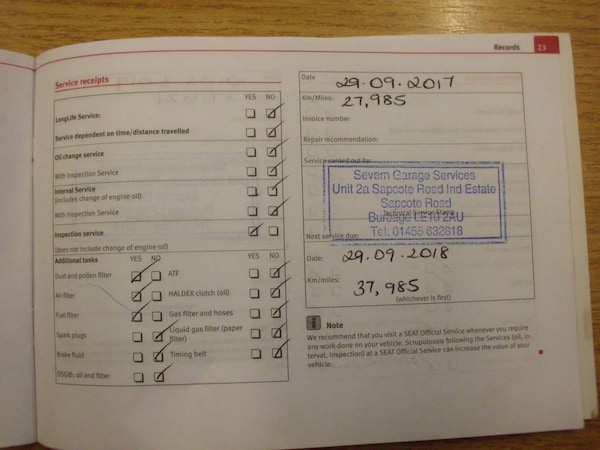 Records 23
Service receipts
YES NO
LongLife Service:
Service dependent on time/distance travelled
Oil change service
With Inspection Service
Interval Service
(includes change of engine oil)
With Inspection Service
Inspection service
(does not include change of engine oil)
Additional tasks YES NO YES NO
Dust and pollen filter ATF
Air filter HALDEX clutch (oil)
Fuel filter Gas filter and hoses
Spark plugs Liquid gas filter (paper
filter)
Brake fluid Timing belt
DSG®: oil and filter
Date 29.09.2017
Km/Miles: 27,985
Invoice number
Repair recommendation:
Service carried out by:
Severn Garage Services
Unit 2a Sapcote Road Ind Estate
Sapcote Road
Burbage LE10 2AU
Technical Service Stamp
Tel: 01455 632818
Next service due:
Date: 29.09.2018
Km/miles: 37,985
(whichever is first)
i Note
We recommend that you visit a SEAT Official Service whenever you require
any work done on your vehicle. Scrupulously following the Services (oil, in-
terval, inspection) at a SEAT Official Service can increase the value of your
vehicle.